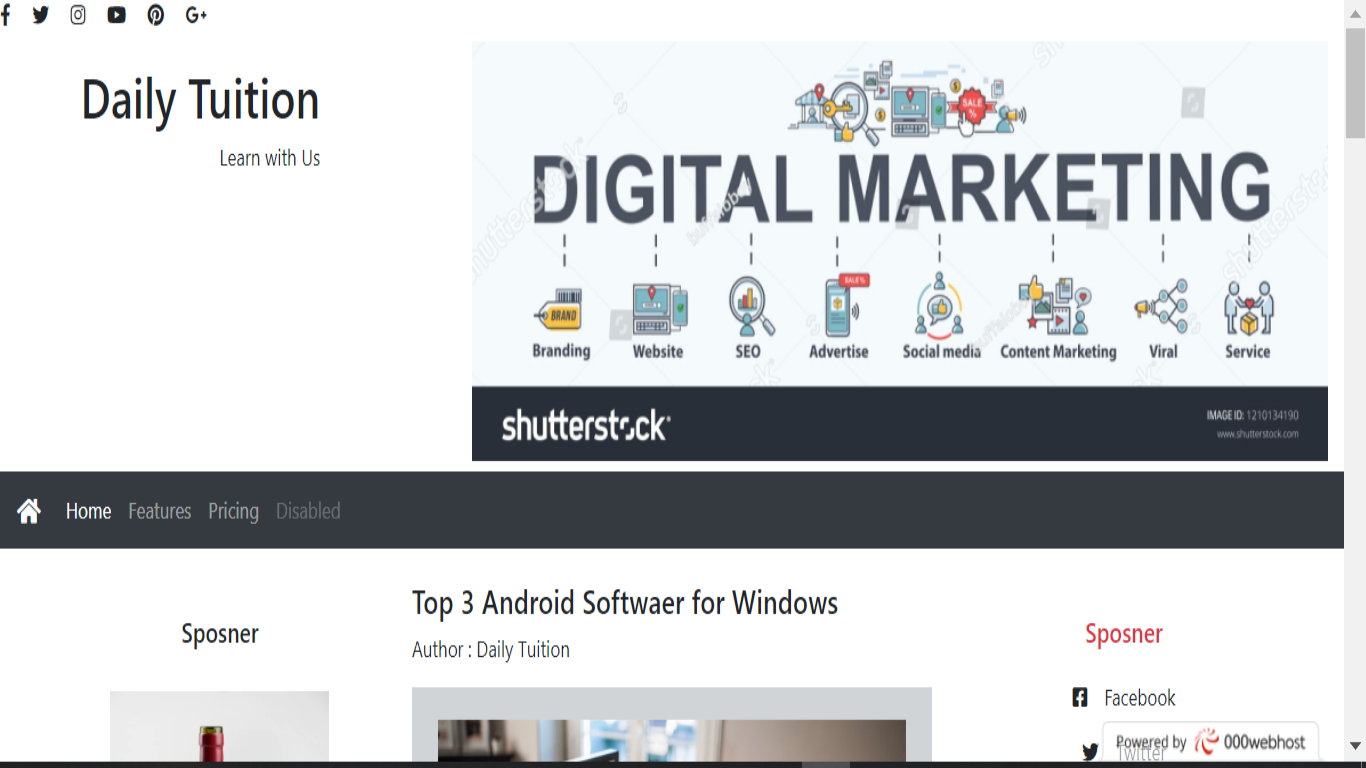 Daily Tuition
Learn with Us
SALE %
DIGITAL MARKETING
shutterstock
BRAND
SALE %
Branding Website SEO Advertise Social media Content Marketing Viral Service
shutterstock
IMAGE ID: 1210134190
www.shutterstock.com
Home Features Pricing Disabled
Top 3 Android Softwaer for Windows
Author : Daily Tuition
Sposner
Sposner
Facebook
Twitter
Powered by 000webhost